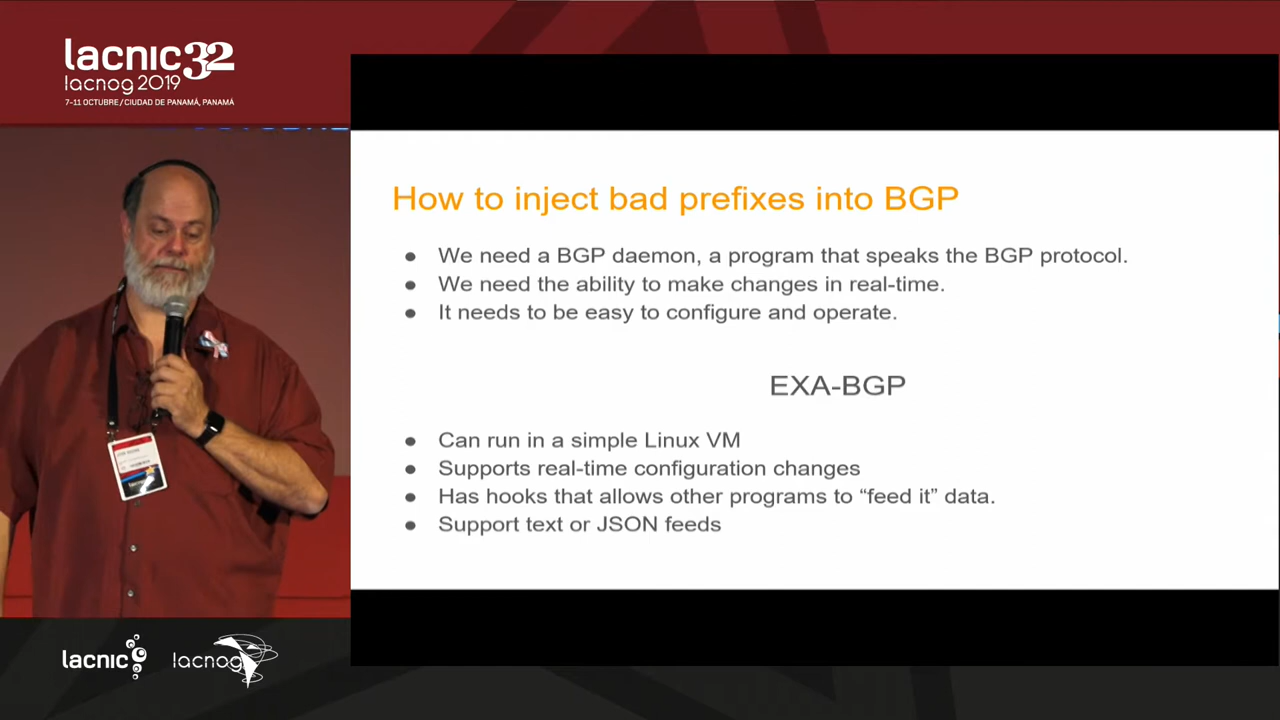 lacnic 32
lacnog 2019
7-11 OCTUBRE / CIUDAD DE PANAMÁ, PANAMÁ
How to inject bad prefixes into BGP
● We need a BGP daemon, a program that speaks the BGP protocol.
● We need the ability to make changes in real-time.
● It needs to be easy to configure and operate.
EXA-BGP
● Can run in a simple Linux VM
● Supports real-time configuration changes
● Has hooks that allows other programs to “feed it” data.
● Support text or JSON feeds
lacnic
lacnog